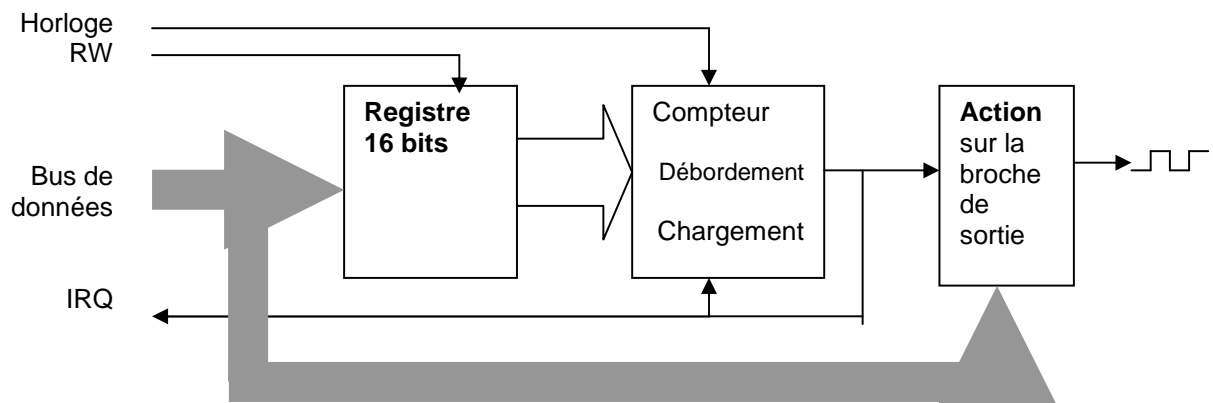 Horloge
RW
Registre
16 bits
Compteur
Débordement
Chargement
Action
sur la
broche
de
sortie
Bus de
données
IRQ